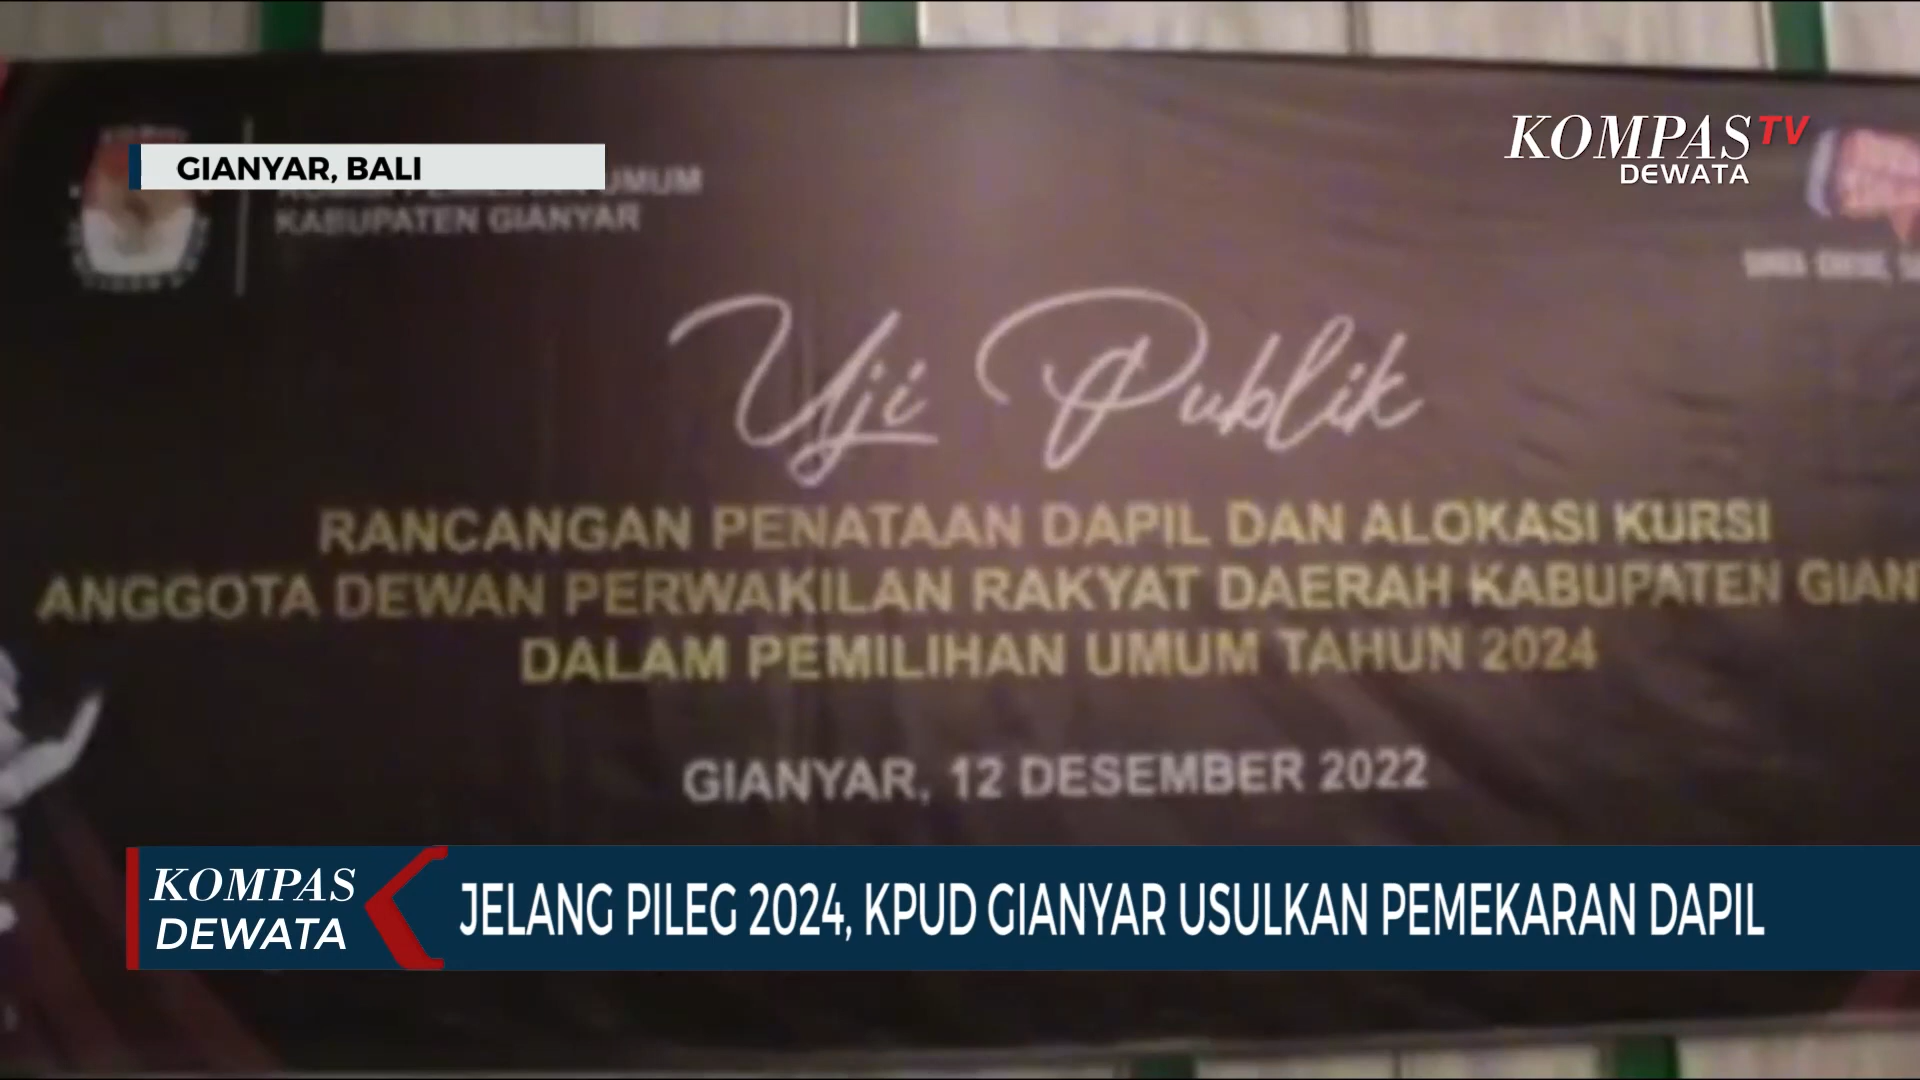 GIANYAR, BALI
KOMPAS TV
DEWATA
UMUM
KABUPATEN GIANYAR
Uji Publik
RANCANGAN PENATAAN DAPIL DAN ALOKASI KURSI
ANGGOTA DEWAN PERWAKILAN RAKYAT DAERAH KABUPATEN GIAN
DALAM PEMILIHAN UMUM TAHUN 2024
GIANYAR, 12 DESEMBER 2022
KOMPAS
DEWATA
JELANG PILEG 2024, KPUD GIANYAR USULKAN PEMEKARAN DAPIL